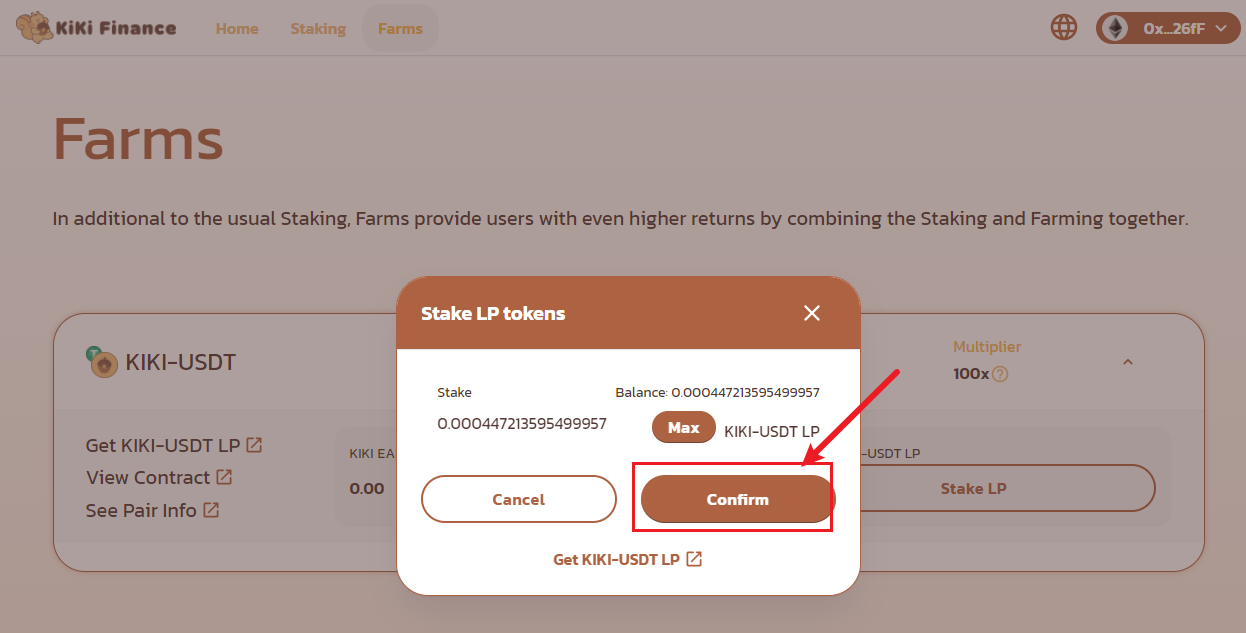 KiKi Finance
Home
Staking
Farms
0x...26fF
Farms
In additional to the usual Staking, Farms provide users with even higher returns by combining the Staking and Farming together.
Stake LP tokens
KIKI-USDT
Multiplier
100x
Stake
Balance: 0.000447213595499957
0.000447213595499957
Max
KIKI-USDT LP
Get KIKI-USDT LP
View Contract
See Pair Info
KIKI EA
0.00
-USDT LP
Stake LP
Cancel
Confirm
Get KIKI-USDT LP